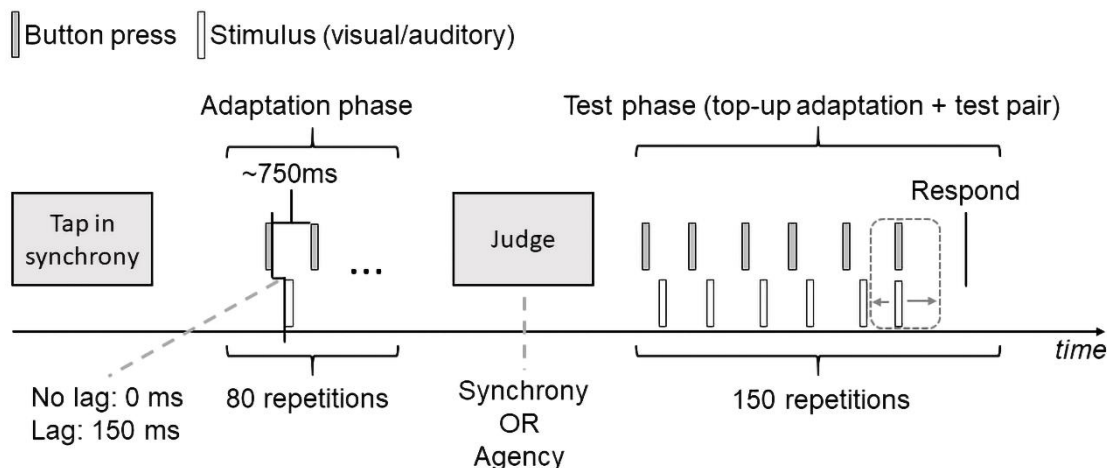 Button press Stimulus (visual/auditory)
Adaptation phase
Test phase (top-up adaptation + test pair)
~750ms
Respond
Tap in
synchrony
...
Judge
time
No lag: 0 ms
Lag: 150 ms
80 repetitions
Synchrony
OR
Agency
150 repetitions